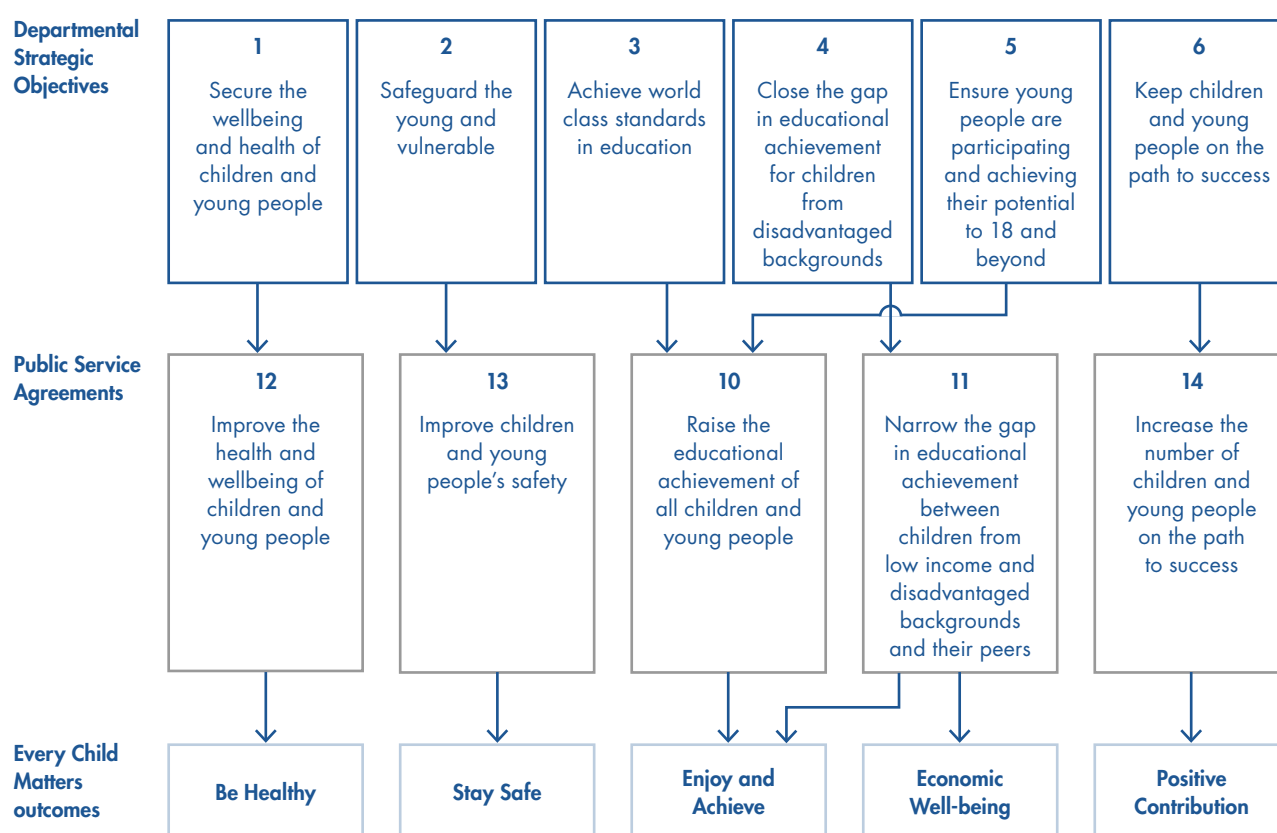 Departmental
Strategic
Objectives
1
Secure the
wellbeing
and health of
children and
young people
2
Safeguard the
young and
vulnerable
3
Achieve world
class standards
in education
4
Close the gap
in educational
achievement
for children
from
disadvantaged
backgrounds
5
Ensure young
people are
participating
and achieving
their potential
to 18 and
beyond
6
Keep children
and young
people on the
path to success
Public Service
Agreements
12
Improve the
health and
wellbeing of
children and
young people
13
Improve children
and young
people’s safety
10
Raise the
educational
achievement of
all children and
young people
11
Narrow the gap
in educational
achievement
between
children from
low income and
disadvantaged
backgrounds
and their peers
14
Increase the
number of
children and
young people
on the path
to success
Every Child
Matters
outcomes
Be Healthy
Stay Safe
Enjoy and
Achieve
Economic
Well-being
Positive
Contribution